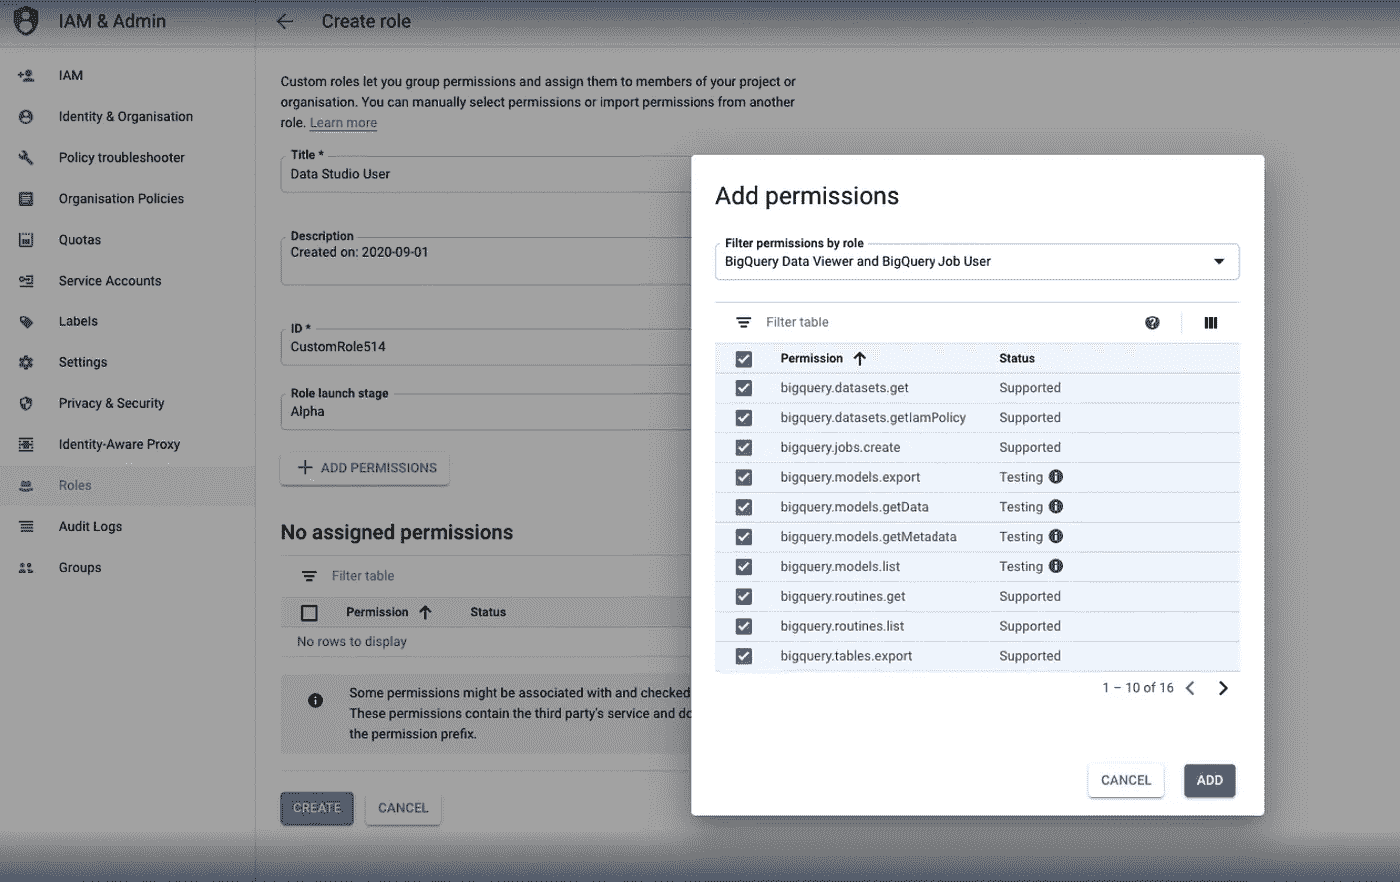 IAM & Admin
Create role
IAM
Identity & Organisation
Policy troubleshooter
Organisation Policies
Quotas
Service Accounts
Labels
Settings
Privacy & Security
Identity-Aware Proxy
Roles
Audit Logs
Groups
Custom roles let you group permissions and assign them to members of your project or
organisation. You can manually select permissions or import permissions from another
role. Learn more
Title *
Data Studio User
Description
Created on: 2020-09-01
ID *
CustomRole514
Role launch stage
Alpha
ADD PERMISSIONS
No assigned permissions
Filter table
Permission Status
No rows to display
Some permissions might be associated with and checked
These permissions contain the third party's service and do
the permission prefix.
CREATE CANCEL
Add permissions
Filter permissions by role
BigQuery Data Viewer and BigQuery Job User
Filter table
Permission Status
bigquery.datasets.get Supported
bigquery.datasets.getIamPolicy Supported
bigquery.jobs.create Supported
bigquery.models.export Testing
bigquery.models.getData Testing
bigquery.models.getMetadata Testing
bigquery.models.list Testing
bigquery.routines.get Supported
bigquery.routines.list Supported
bigquery.tables.export Supported
1 – 10 of 16
CANCEL ADD